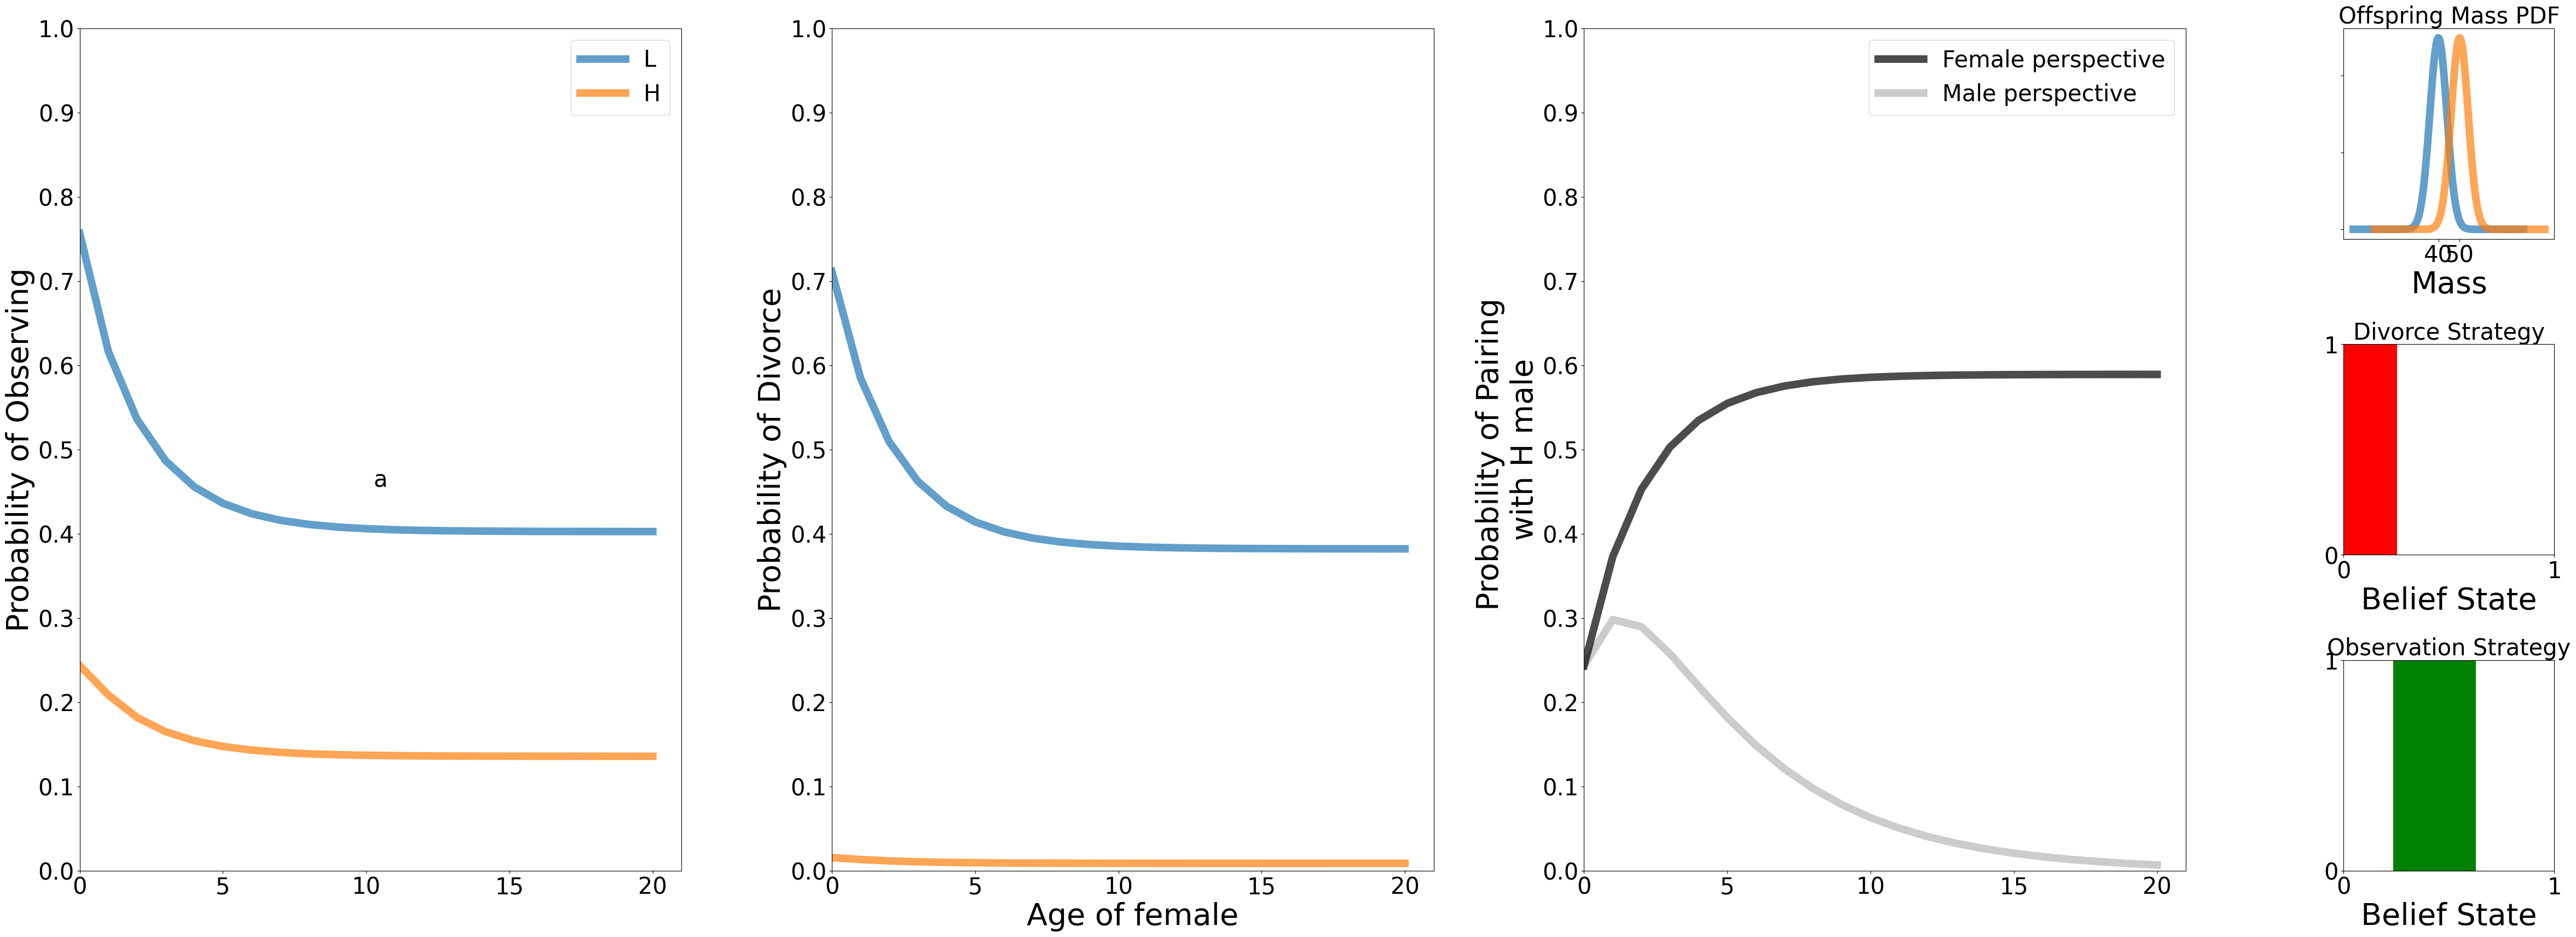 Probability of Observing
1.0
0.9
0.8
0.7
0.6
0.5
0.4
0.3
0.2
0.1
0.0
0 5 10 15 20
L
H
a
Probability of Divorce
1.0
0.9
0.8
0.7
0.6
0.5
0.4
0.3
0.2
0.1
0.0
0 5 10 15 20
Age of female
Probability of Pairing
with H male
1.0
0.9
0.8
0.7
0.6
0.5
0.4
0.3
0.2
0.1
0.0
0 5 10 15 20
Female perspective
Male perspective
Offspring Mass PDF
40 50
Mass
Divorce Strategy
1
0
0 1
Belief State
Observation Strategy
1
0
0 1
Belief State